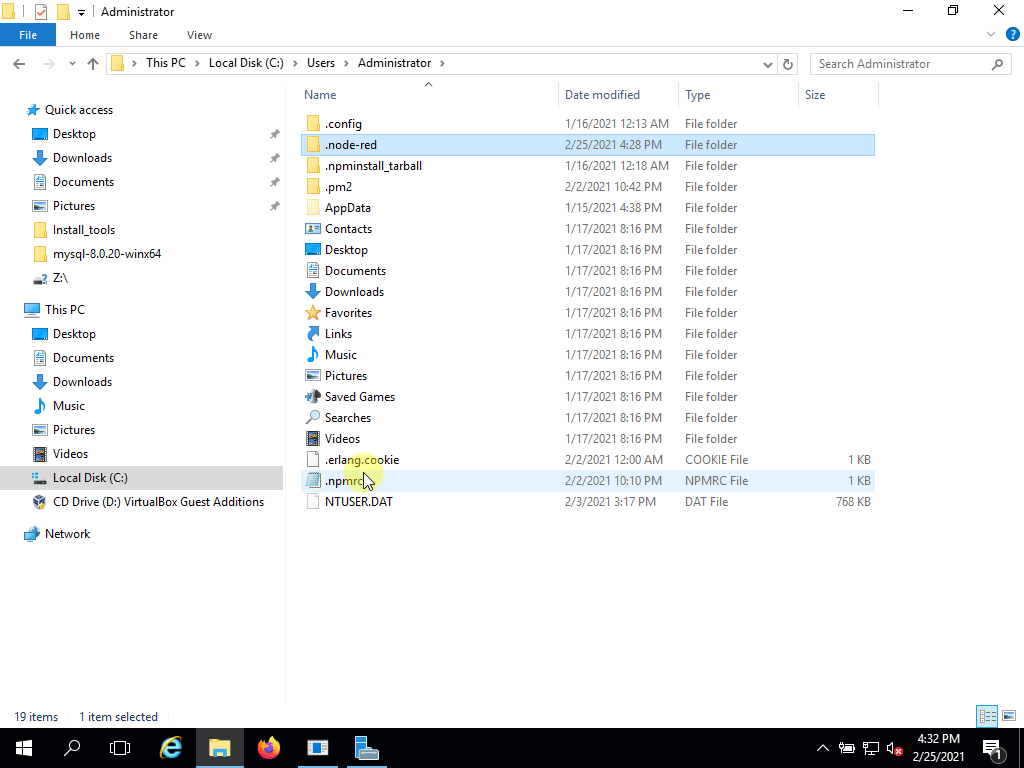 Administrator
File Home Share View
This PC Local Disk (C:) Users Administrator Search Administrator
Name Date modified Type Size
Quick access
Desktop
Downloads
Documents
Pictures
Install_tools
mysql-8.0.20-winx64
Z:\
This PC
Desktop
Documents
Downloads
Music
Pictures
Videos
Local Disk (C:)
CD Drive (D:) VirtualBox Guest Additions
Network
.config 1/16/2021 12:13 AM File folder
.node-red 2/25/2021 4:28 PM File folder
.npminstall_tarball 1/16/2021 12:18 AM File folder
.pm2 2/2/2021 10:42 PM File folder
AppData 1/15/2021 4:38 PM File folder
Contacts 1/17/2021 8:16 PM File folder
Desktop 1/17/2021 8:16 PM File folder
Documents 1/17/2021 8:16 PM File folder
Downloads 1/17/2021 8:16 PM File folder
Favorites 1/17/2021 8:16 PM File folder
Links 1/17/2021 8:16 PM File folder
Music 1/17/2021 8:16 PM File folder
Pictures 1/17/2021 8:16 PM File folder
Saved Games 1/17/2021 8:16 PM File folder
Searches 1/17/2021 8:16 PM File folder
Videos 1/17/2021 8:16 PM File folder
.erlang.cookie 2/2/2021 12:00 AM COOKIE File 1 KB
.npmrc 2/2/2021 10:10 PM NPMRC File 1 KB
NTUSER.DAT 2/3/2021 3:17 PM DAT File 768 KB
19 items 1 item selected
4:32 PM
2/25/2021
1